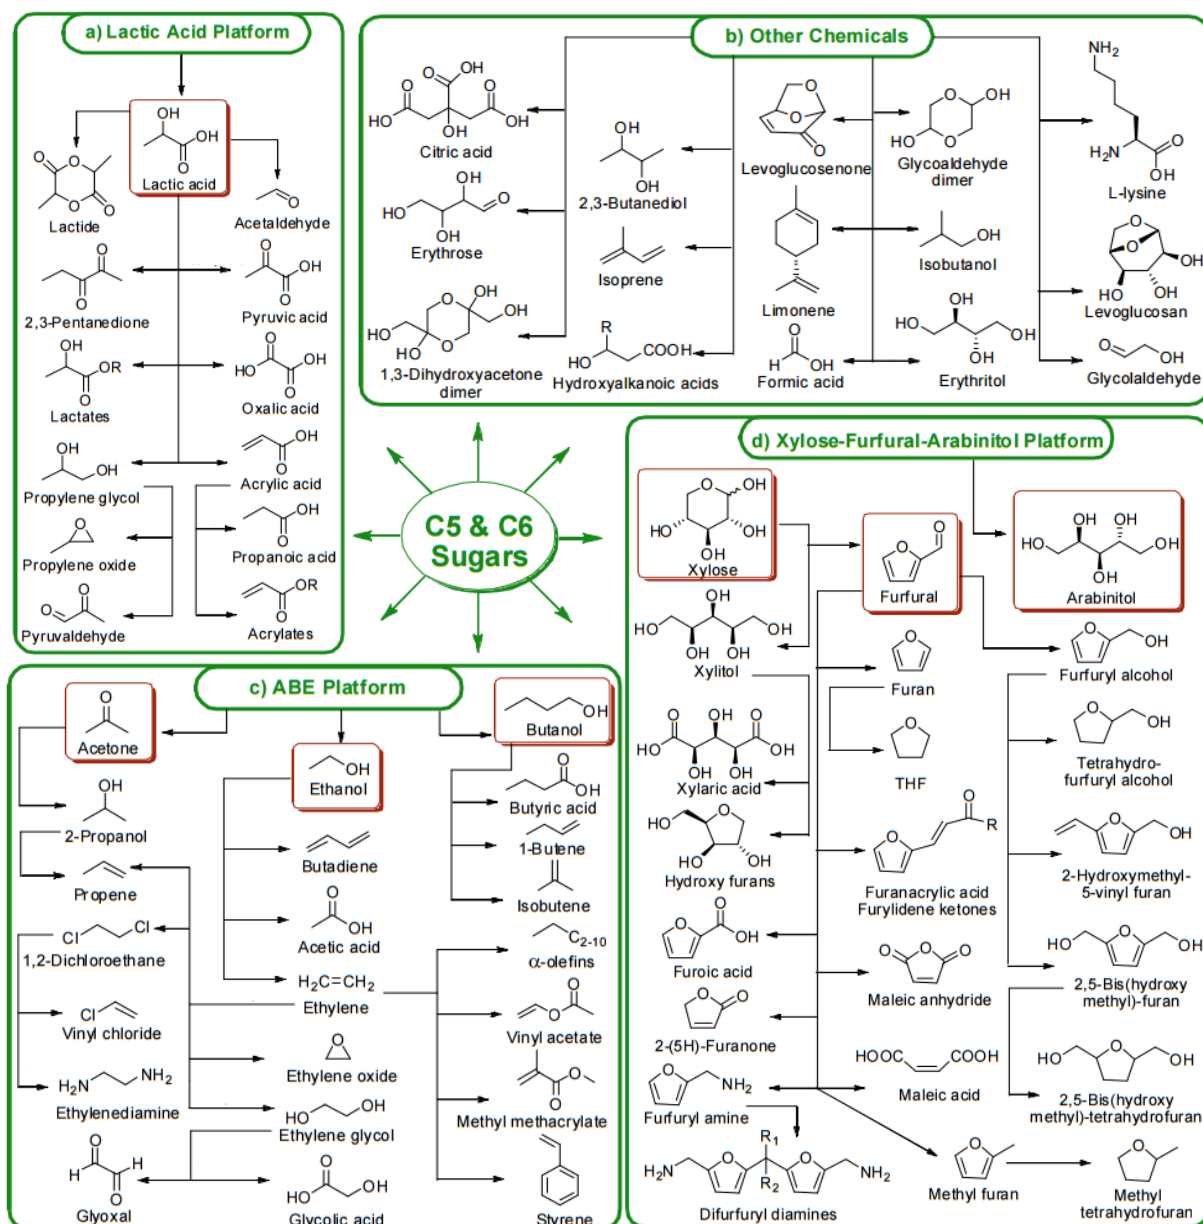 a) Lactic Acid Platform
Lactic acid
Lactide
Acetaldehyde
2,3-Pentanedione
Pyruvic acid
Lactates
Oxalic acid
Propylene glycol
Acrylic acid
Propylene oxide
Propanoic acid
Pyruvaldehyde
Acrylates
b) Other Chemicals
Citric acid
2,3-Butanediol
Levoglucosenone
Glycoaldehyde
dimer
L-lysine
Erythrose
Isoprene
Limonene
Isobutanol
Levoglucosan
1,3-Dihydroxyacetone
dimer
Hydroxyalkanoic acids
Formic acid
Erythritol
Glycolaldehyde
C5 & C6
Sugars
c) ABE Platform
Acetone
Ethanol
Butanol
2-Propanol
Butyric acid
Propene
Butadiene
1-Butene
Isobutene
1,2-Dichloroethane
Acetic acid
C2-10
α-olefins
H2C=CH2
Ethylene
Vinyl chloride
Vinyl acetate
Ethylenediamine
Ethylene oxide
Methyl methacrylate
Ethylene glycol
Glyoxal
Glycolic acid
Styrene
d) Xylose-Furfural-Arabinitol Platform
Xylose
Furfural
Arabinitol
Xylitol
Furan
Furfuryl alcohol
Xylaric acid
THF
Tetrahydro-
furfuryl alcohol
Hydroxy furans
Furanacrylic acid
Furylidene ketones
2-Hydroxymethyl-
5-vinyl furan
Furoic acid
Maleic anhydride
2,5-Bis(hydroxy
methyl)-furan
2-(5H)-Furanone
HOOC COOH
Maleic acid
2,5-Bis(hydroxy
methyl)-tetrahydrofuran
Furfuryl amine
Difurfuryl diamines
Methyl furan
Methyl
tetrahydrofuran